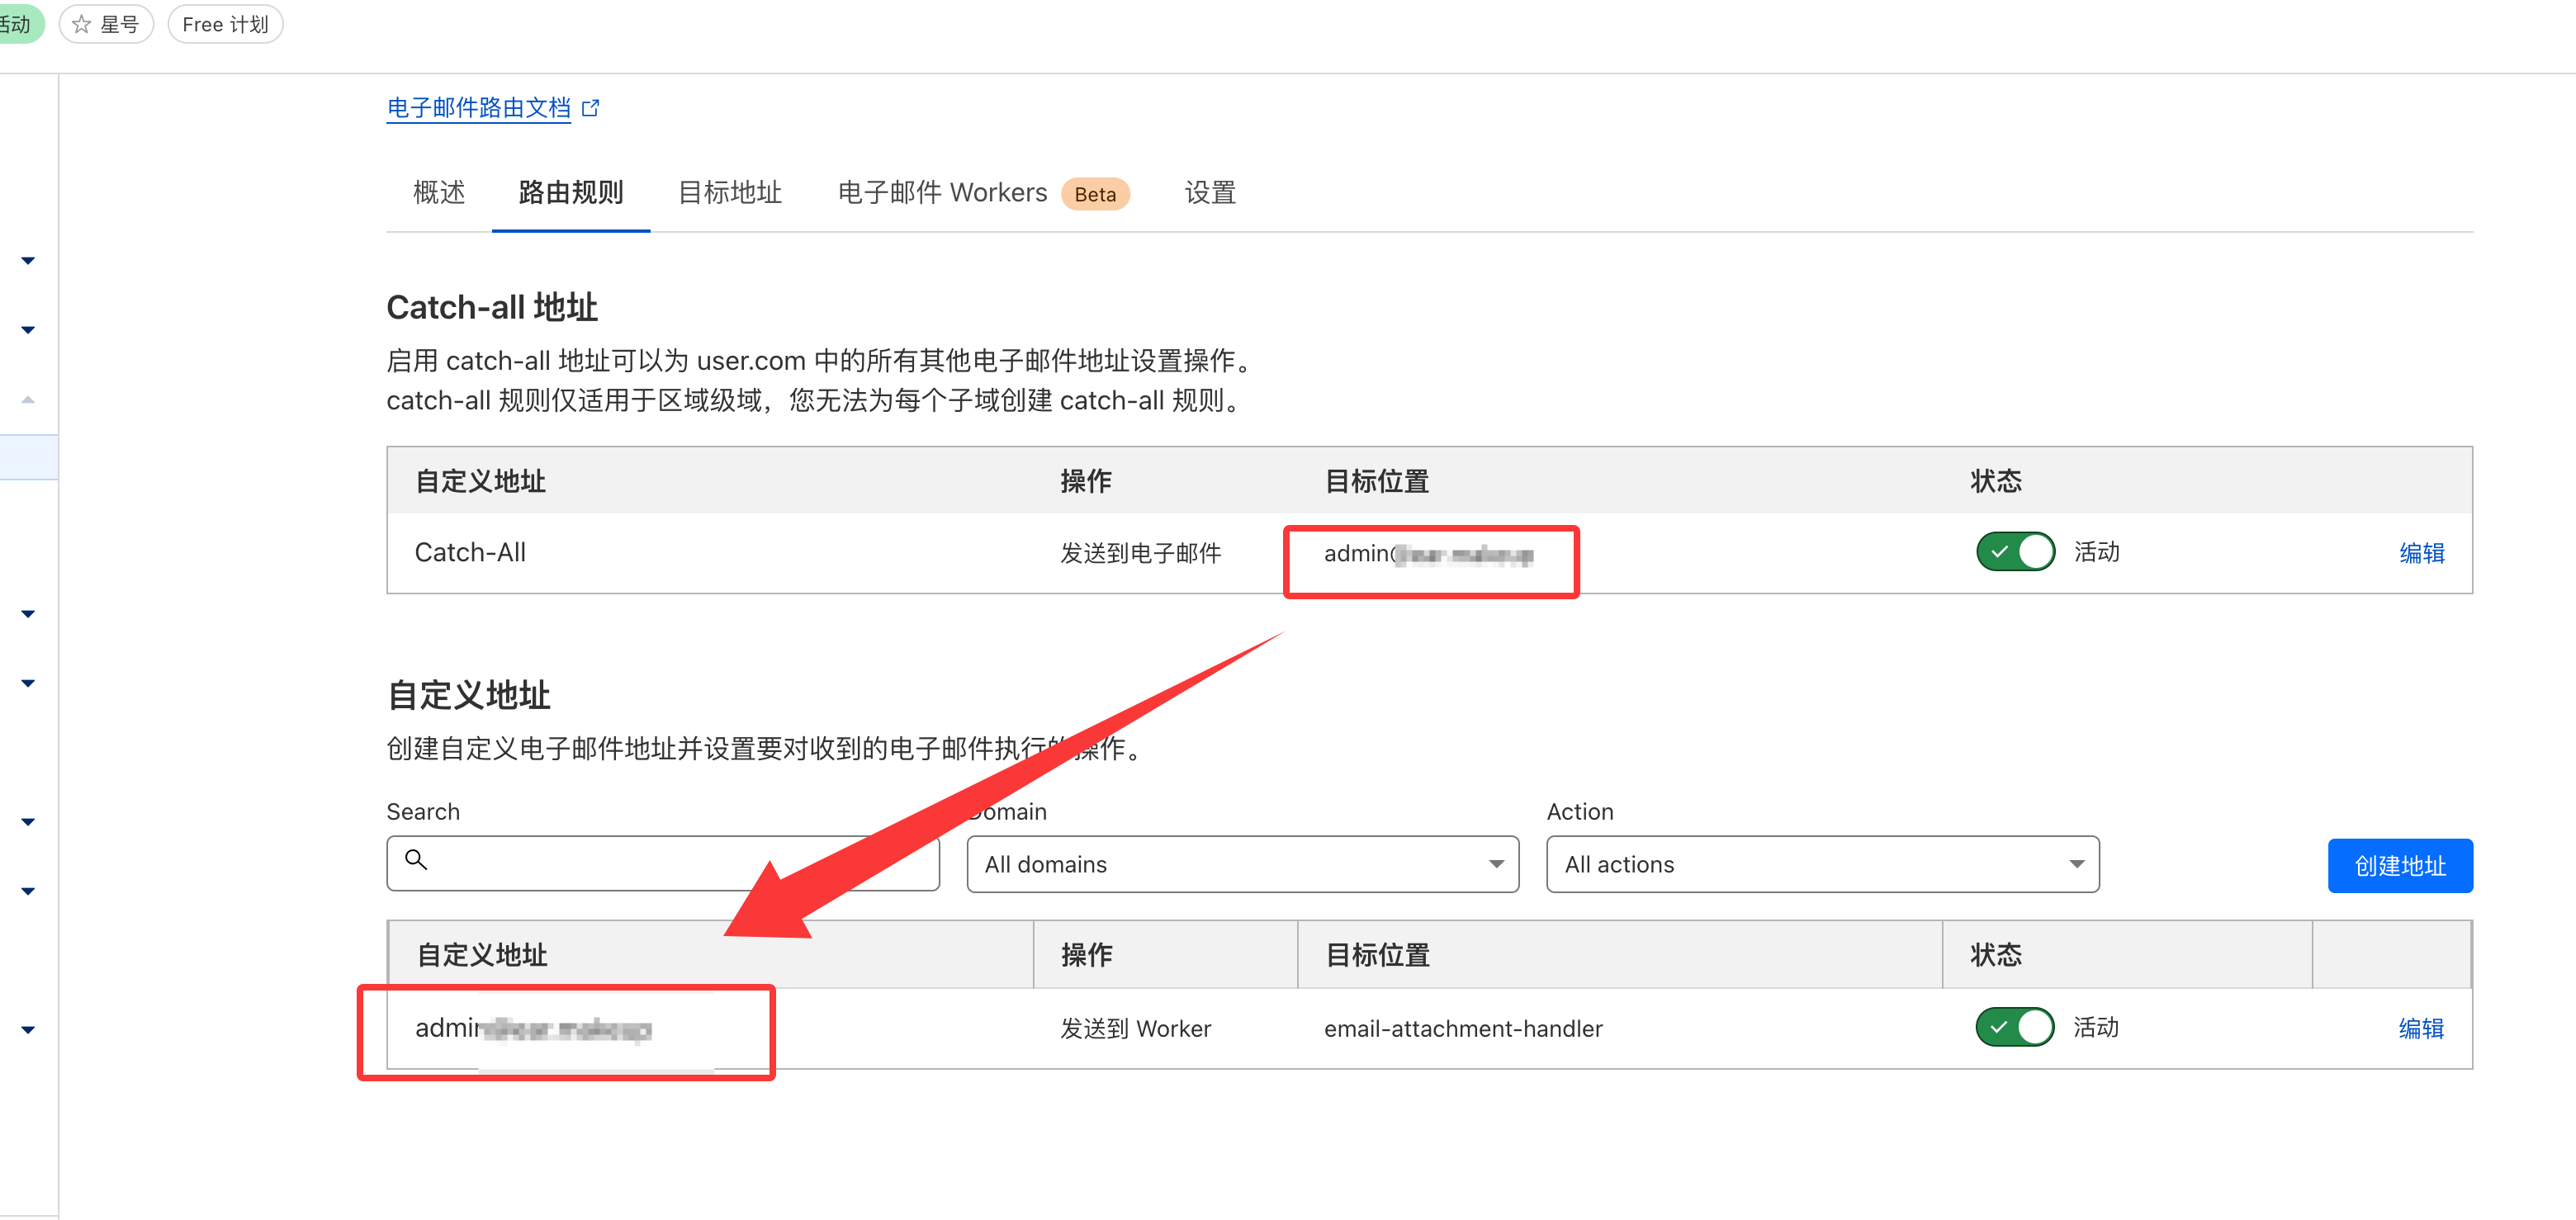 活动
星号
Free 计划
电子邮件路由文档
概述 路由规则 目标地址 电子邮件 Workers Beta 设置
Catch-all 地址
启用 catch-all 地址可以为 user.com 中的所有其他电子邮件地址设置操作。
catch-all 规则仅适用于区域级域，您无法为每个子域创建 catch-all 规则。
自定义地址 操作 目标位置 状态
Catch-All 发送到电子邮件 admin 活动 编辑
自定义地址
创建自定义电子邮件地址并设置要对收到的电子邮件执行的操作。
Search Domain Action
All domains All actions 创建地址
自定义地址 操作 目标位置 状态
admin 发送到 Worker email-attachment-handler 活动 编辑